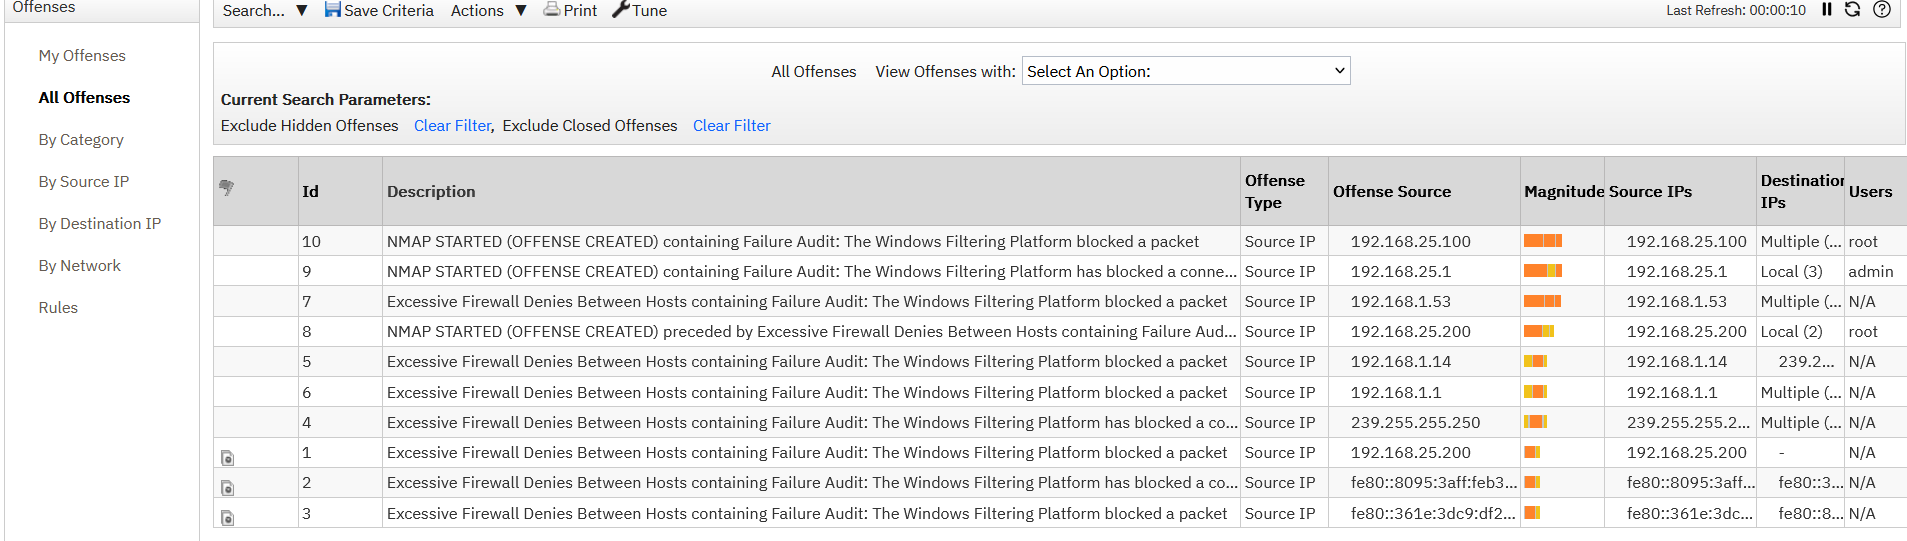 Offenses
Search... ▼ Save Criteria Actions ▼ Print Tune Last Refresh: 00:00:10
My Offenses
All Offenses
By Category
By Source IP
By Destination IP
By Network
Rules
All Offenses View Offenses with: Select An Option:
Current Search Parameters:
Exclude Hidden Offenses Clear Filter, Exclude Closed Offenses Clear Filter
Id Description Offense Type Offense Source Magnitude Source IPs Destination IPs Users
10 NMAP STARTED (OFFENSE CREATED) containing Failure Audit: The Windows Filtering Platform blocked a packet Source IP 192.168.25.100 192.168.25.100 Multiple (... root
9 NMAP STARTED (OFFENSE CREATED) containing Failure Audit: The Windows Filtering Platform has blocked a conne... Source IP 192.168.25.1 192.168.25.1 Local (3) admin
7 Excessive Firewall Denies Between Hosts containing Failure Audit: The Windows Filtering Platform blocked a packet Source IP 192.168.1.53 192.168.1.53 Multiple (... N/A
8 NMAP STARTED (OFFENSE CREATED) preceded by Excessive Firewall Denies Between Hosts containing Failure Aud... Source IP 192.168.25.200 192.168.25.200 Local (2) root
5 Excessive Firewall Denies Between Hosts containing Failure Audit: The Windows Filtering Platform blocked a packet Source IP 192.168.1.14 192.168.1.14 239.2... N/A
6 Excessive Firewall Denies Between Hosts containing Failure Audit: The Windows Filtering Platform blocked a packet Source IP 192.168.1.1 192.168.1.1 Multiple (... N/A
4 Excessive Firewall Denies Between Hosts containing Failure Audit: The Windows Filtering Platform has blocked a co... Source IP 239.255.255.250 239.255.255.2... Multiple (... N/A
1 Excessive Firewall Denies Between Hosts containing Failure Audit: The Windows Filtering Platform blocked a packet Source IP 192.168.25.200 192.168.25.200 - N/A
2 Excessive Firewall Denies Between Hosts containing Failure Audit: The Windows Filtering Platform has blocked a co... Source IP fe80::8095:3aff:feb3... fe80::8095:3aff... fe80::3... N/A
3 Excessive Firewall Denies Between Hosts containing Failure Audit: The Windows Filtering Platform blocked a packet Source IP fe80::361e:3dc9:df2... fe80::361e:3dc... fe80::8... N/A